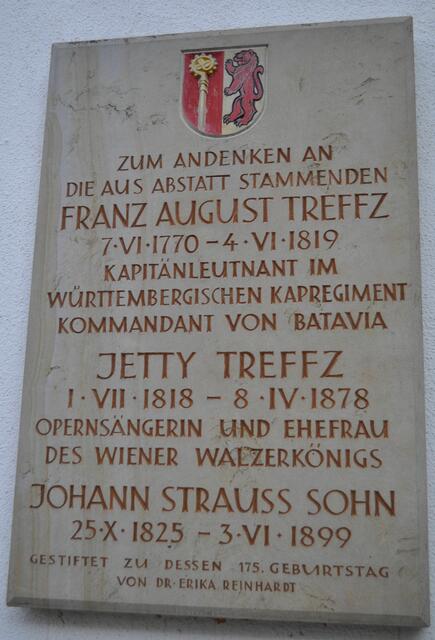 ZUM ANDENKEN AN
DIE AUS ABSTATT STAMMENDEN
FRANZ AUGUST TREFFZ
7·VI·1770 – 4·VI·1819
KAPITÄNLEUTNANT IM
WÜRTTEMBERGISCHEN KAPREGIMENT
KOMMANDANT VON BATAVIA
JETTY TREFFZ
1·VII·1818 – 8·IV·1878
OPERNSÄNGERIN UND EHEFRAU
DES WIENER WALZERKÖNIGS
JOHANN STRAUSS SOHN
25·X·1825 – 3·VI·1899
GESTIFTET ZU DESSEN 175. GEBURTSTAG
VON DR·ERIKA REINHARDT